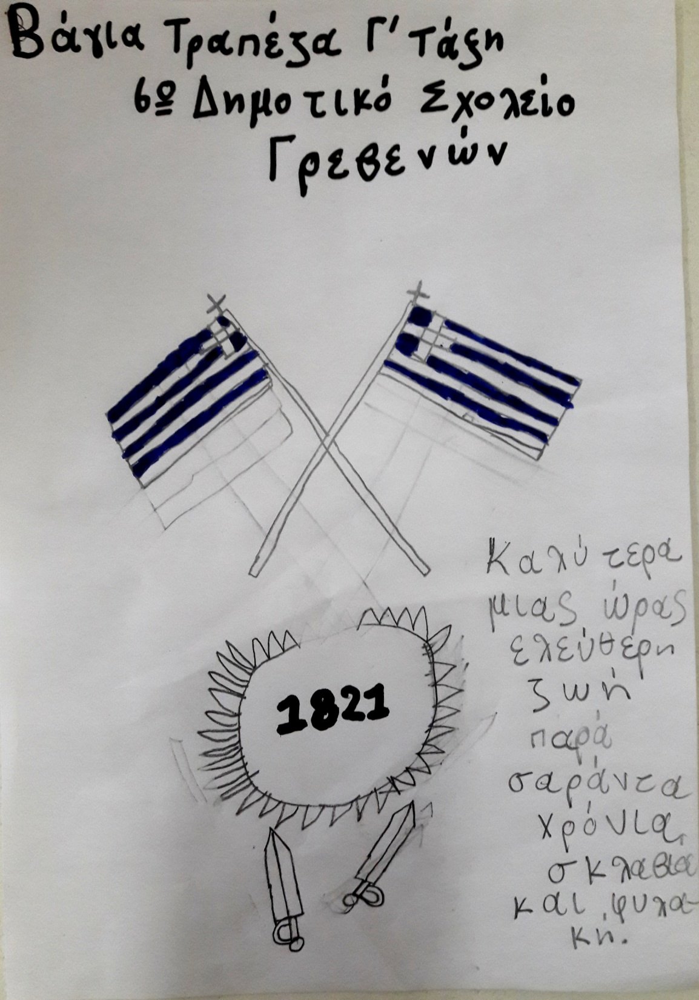 Βάγια Τραπέζα Γ' τάξη
6ο Δημοτικό Σχολείο
Γρεβενών
1821
Καλύτερα
μιας ώρας
ελεύθερη
ζωή
παρά
σαράντα
χρόνια,
σκλαβιά
και φυλα-
κή.